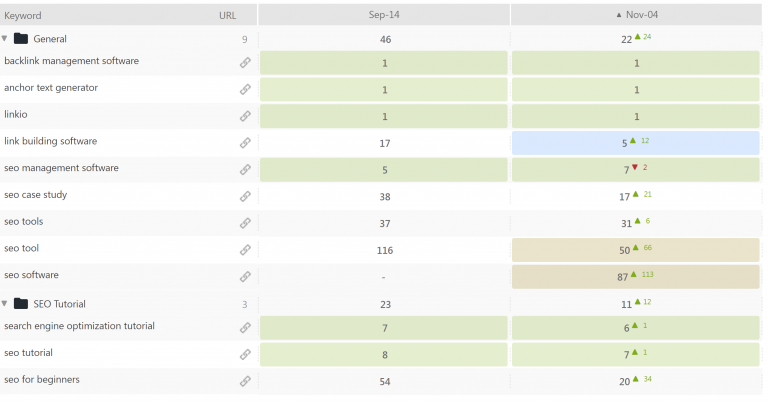 Keyword URL Sep-14 ▲ Nov-04
▼ General 9 46 22 ▲ 24
backlink management software 1 1
anchor text generator 1 1
linkio 1 1
link building software 17 5 ▲ 12
seo management software 5 7 ▼ 2
seo case study 38 17 ▲ 21
seo tools 37 31 ▲ 6
seo tool 116 50 ▲ 66
seo software - 87 ▲ 113
▼ SEO Tutorial 3 23 11 ▲ 12
search engine optimization tutorial 7 6 ▲ 1
seo tutorial 8 7 ▲ 1
seo for beginners 54 20 ▲ 34